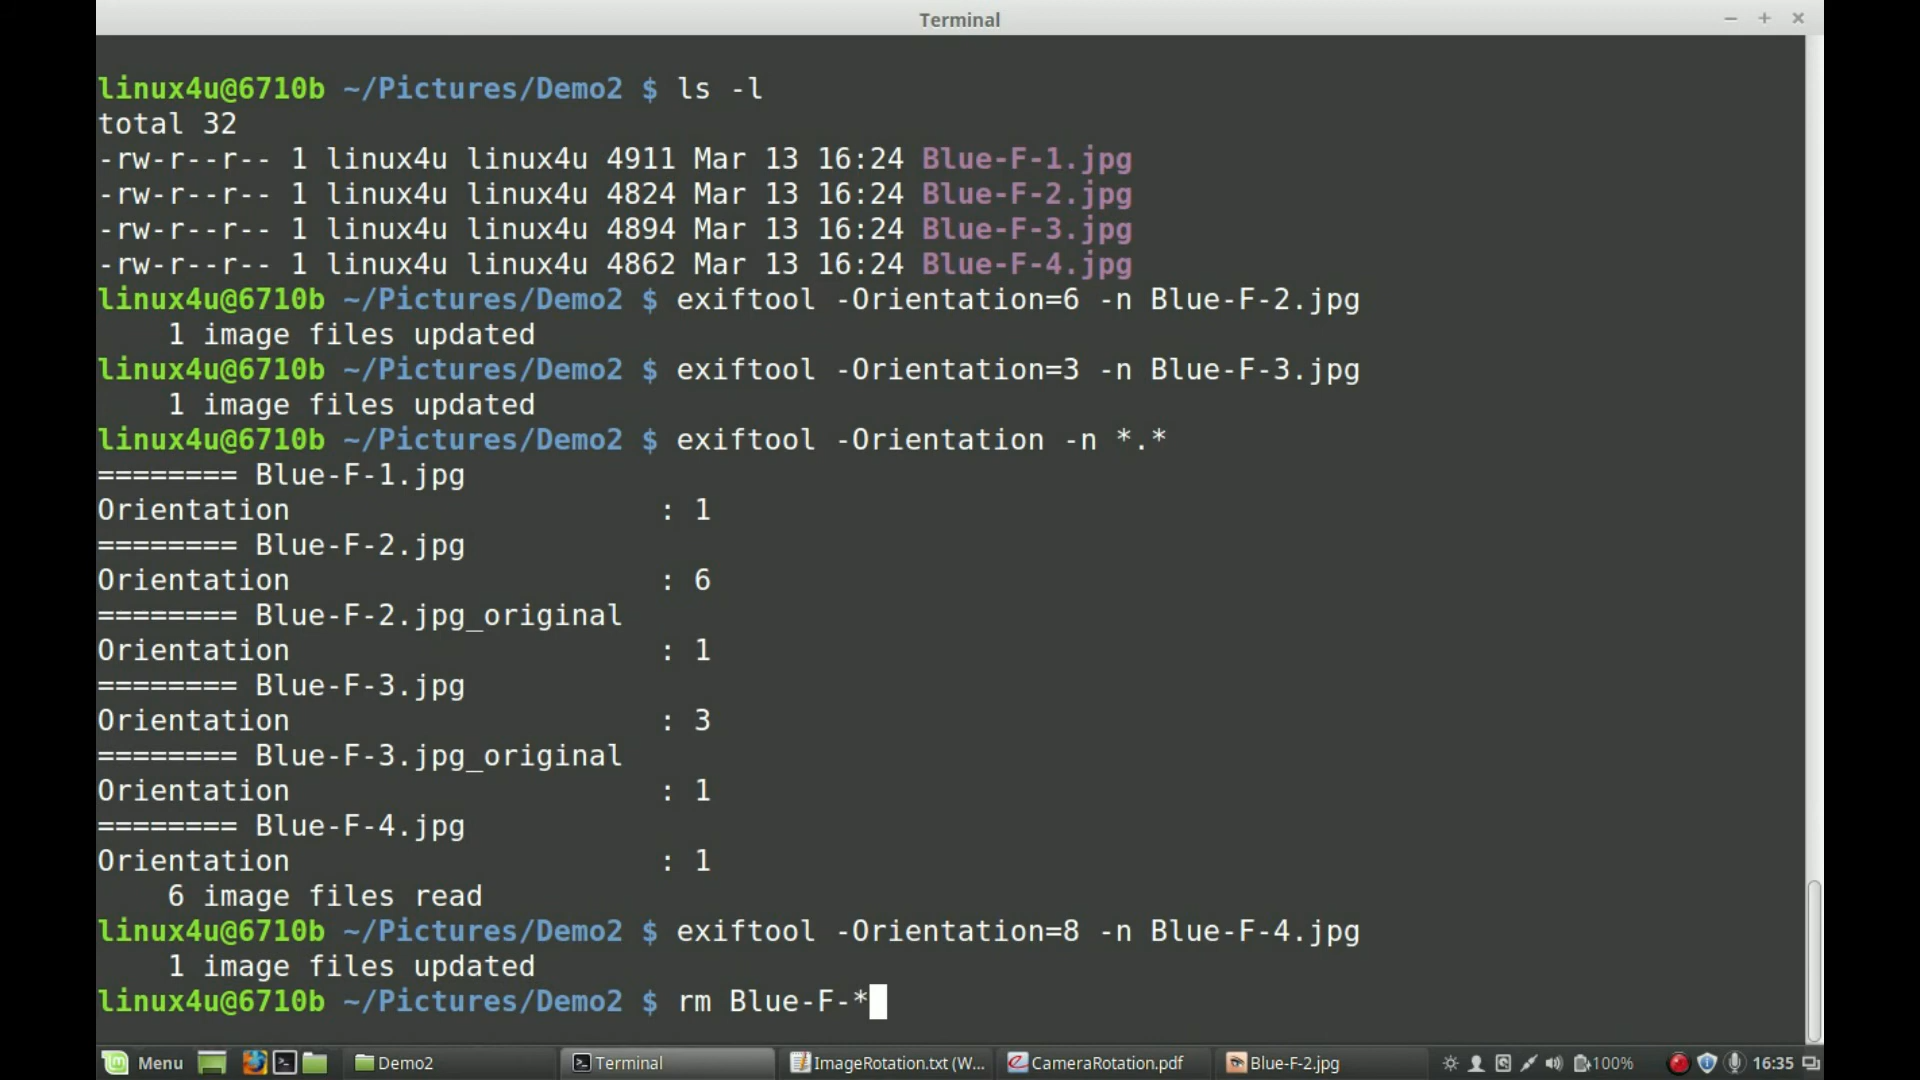 Terminal
linux4u@6710b ~/Pictures/Demo2 $ ls -l
total 32
-rw-r--r-- 1 linux4u linux4u 4911 Mar 13 16:24 Blue-F-1.jpg
-rw-r--r-- 1 linux4u linux4u 4824 Mar 13 16:24 Blue-F-2.jpg
-rw-r--r-- 1 linux4u linux4u 4894 Mar 13 16:24 Blue-F-3.jpg
-rw-r--r-- 1 linux4u linux4u 4862 Mar 13 16:24 Blue-F-4.jpg
linux4u@6710b ~/Pictures/Demo2 $ exiftool -Orientation=6 -n Blue-F-2.jpg
    1 image files updated
linux4u@6710b ~/Pictures/Demo2 $ exiftool -Orientation=3 -n Blue-F-3.jpg
    1 image files updated
linux4u@6710b ~/Pictures/Demo2 $ exiftool -Orientation -n *.*
======== Blue-F-1.jpg
Orientation                     : 1
======== Blue-F-2.jpg
Orientation                     : 6
======== Blue-F-2.jpg_original
Orientation                     : 1
======== Blue-F-3.jpg
Orientation                     : 3
======== Blue-F-3.jpg_original
Orientation                     : 1
======== Blue-F-4.jpg
Orientation                     : 1
    6 image files read
linux4u@6710b ~/Pictures/Demo2 $ exiftool -Orientation=8 -n Blue-F-4.jpg
    1 image files updated
linux4u@6710b ~/Pictures/Demo2 $ rm Blue-F-*
Menu Demo2 Terminal ImageRotation.txt (W... CameraRotation.pdf Blue-F-2.jpg 100% 16:35